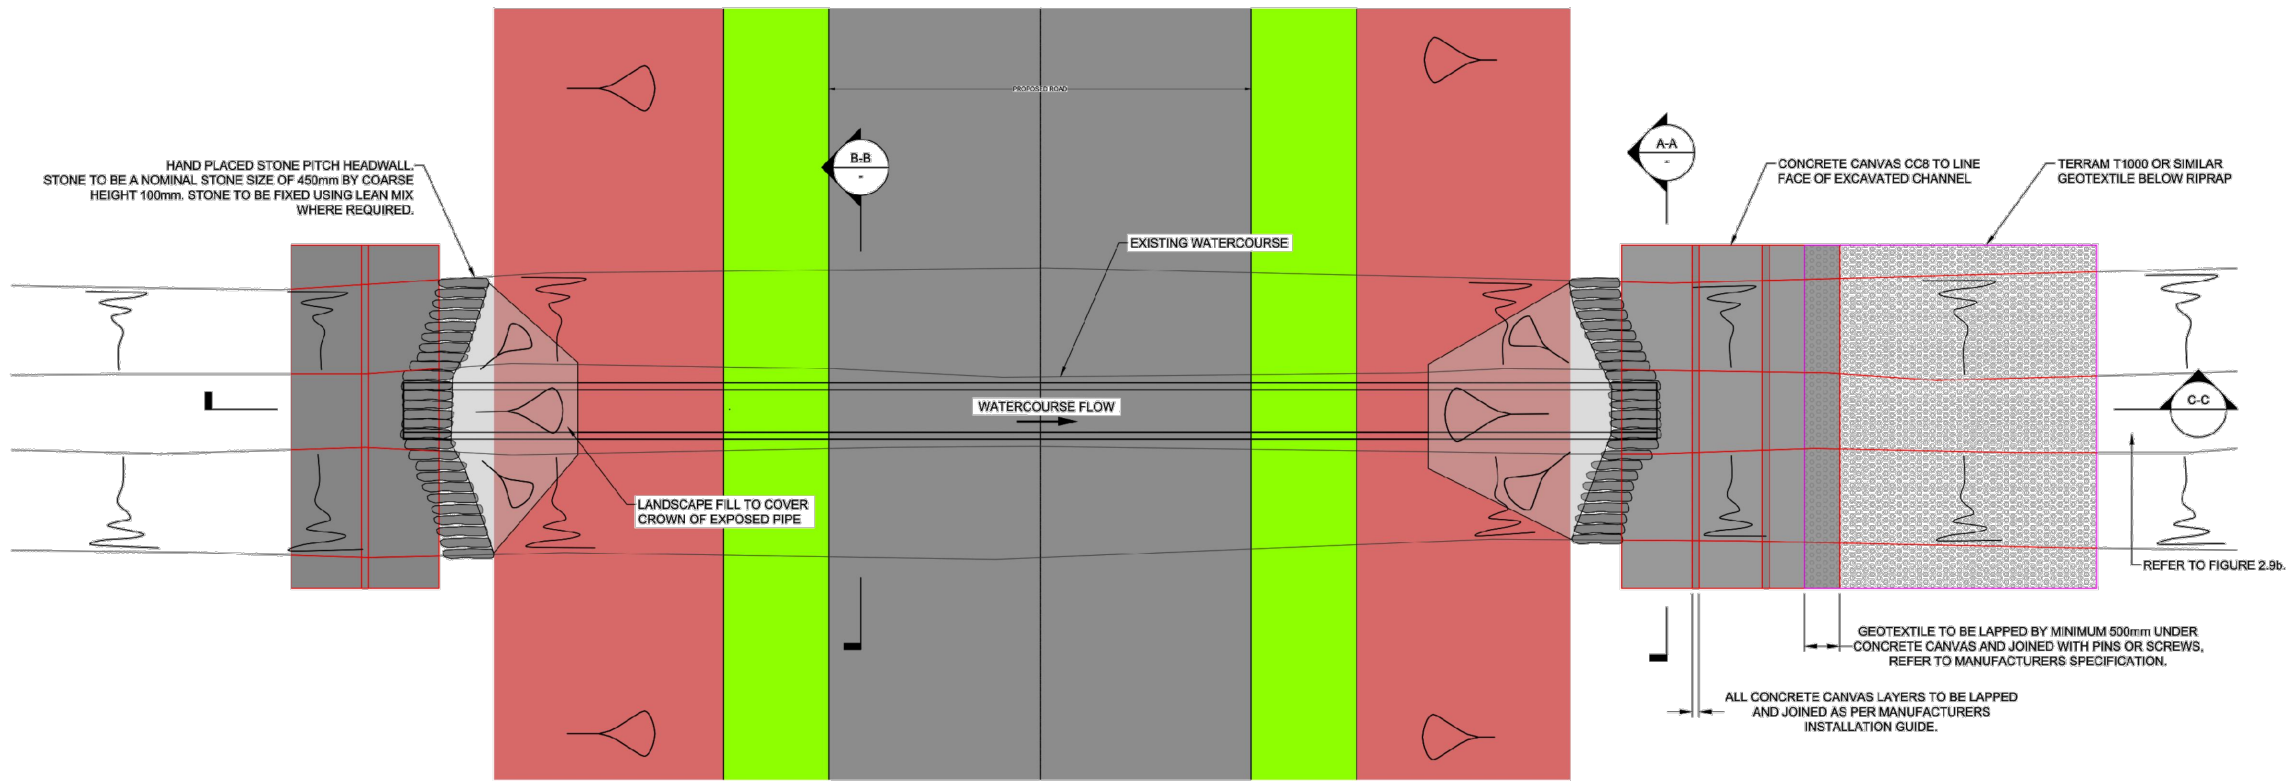 PROPOSED ROAD
HAND PLACED STONE PITCH HEADWALL.
STONE TO BE A NOMINAL STONE SIZE OF 450mm BY COARSE
HEIGHT 100mm. STONE TO BE FIXED USING LEAN MIX
WHERE REQUIRED.
B-B
-
A-A
-
CONCRETE CANVAS CC8 TO LINE
FACE OF EXCAVATED CHANNEL
TERRAM T1000 OR SIMILAR
GEOTEXTILE BELOW RIPRAP
EXISTING WATERCOURSE
WATERCOURSE FLOW
C-C
-
LANDSCAPE FILL TO COVER
CROWN OF EXPOSED PIPE
REFER TO FIGURE 2.9b.
GEOTEXTILE TO BE LAPPED BY MINIMUM 500mm UNDER
CONCRETE CANVAS AND JOINED WITH PINS OR SCREWS,
REFER TO MANUFACTURERS SPECIFICATION.
ALL CONCRETE CANVAS LAYERS TO BE LAPPED
AND JOINED AS PER MANUFACTURERS
INSTALLATION GUIDE.